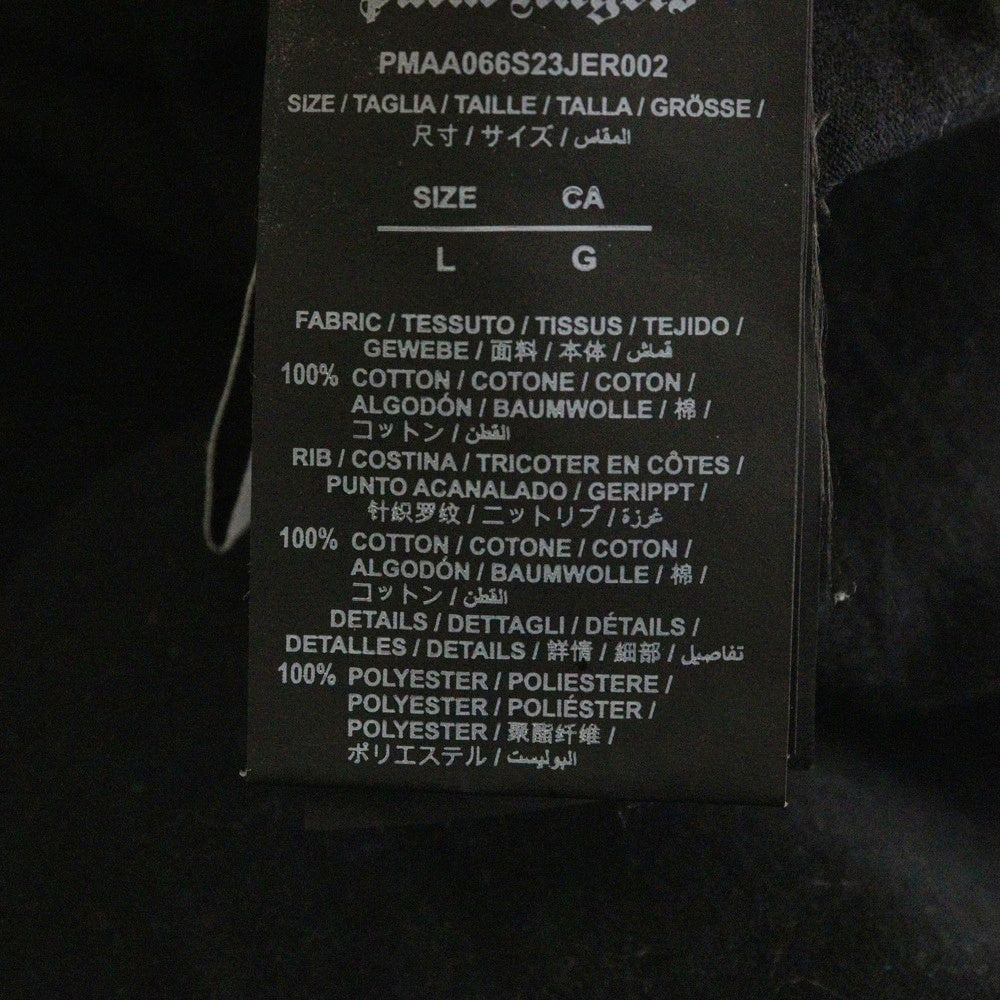 Palm Angels
PMAA066S23JER002
SIZE / TAGLIA / TAILLE / TALLA / GRÖSSE /
尺寸 / サイズ / المقاس
SIZE CA
L G
FABRIC / TESSUTO / TISSUS / TEJIDO /
GEWEBE / 面料 / 本体 / قماش
100% COTTON / COTONE / COTON /
ALGODÓN / BAUMWOLLE / 棉 /
コットン / القطن
RIB / COSTINA / TRICOTER EN CÔTES /
PUNTO ACANALADO / GERIPPT /
针织罗纹 / ニットリブ / غرزة
100% COTTON / COTONE / COTON /
ALGODÓN / BAUMWOLLE / 棉 /
コットン / القطن
DETAILS / DETTAGLI / DÉTAILS /
DETALLES / DETAILS / 詳情 / 細部 / تفاصيل
100% POLYESTER / POLIESTERE /
POLYESTER / POLIÉSTER /
POLYESTER / 聚酯纤维 /
ポリエステル / البوليست